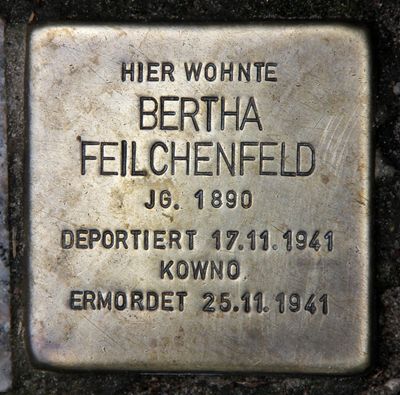 HIER WOHNTE
BERTHA
FEILCHENFELD
JG. 1890
DEPORTIERT 17.11.1941
KOWNO
ERMORDET 25.11.1941